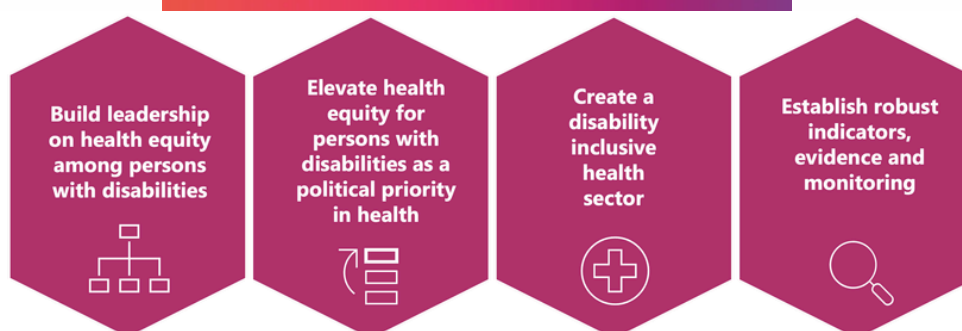 Build leadership
on health equity
among persons
with disabilities
Elevate health
equity for
persons with
disabilities as a
political priority
in health
Create a
disability
inclusive
health
sector
Establish robust
indicators,
evidence and
monitoring